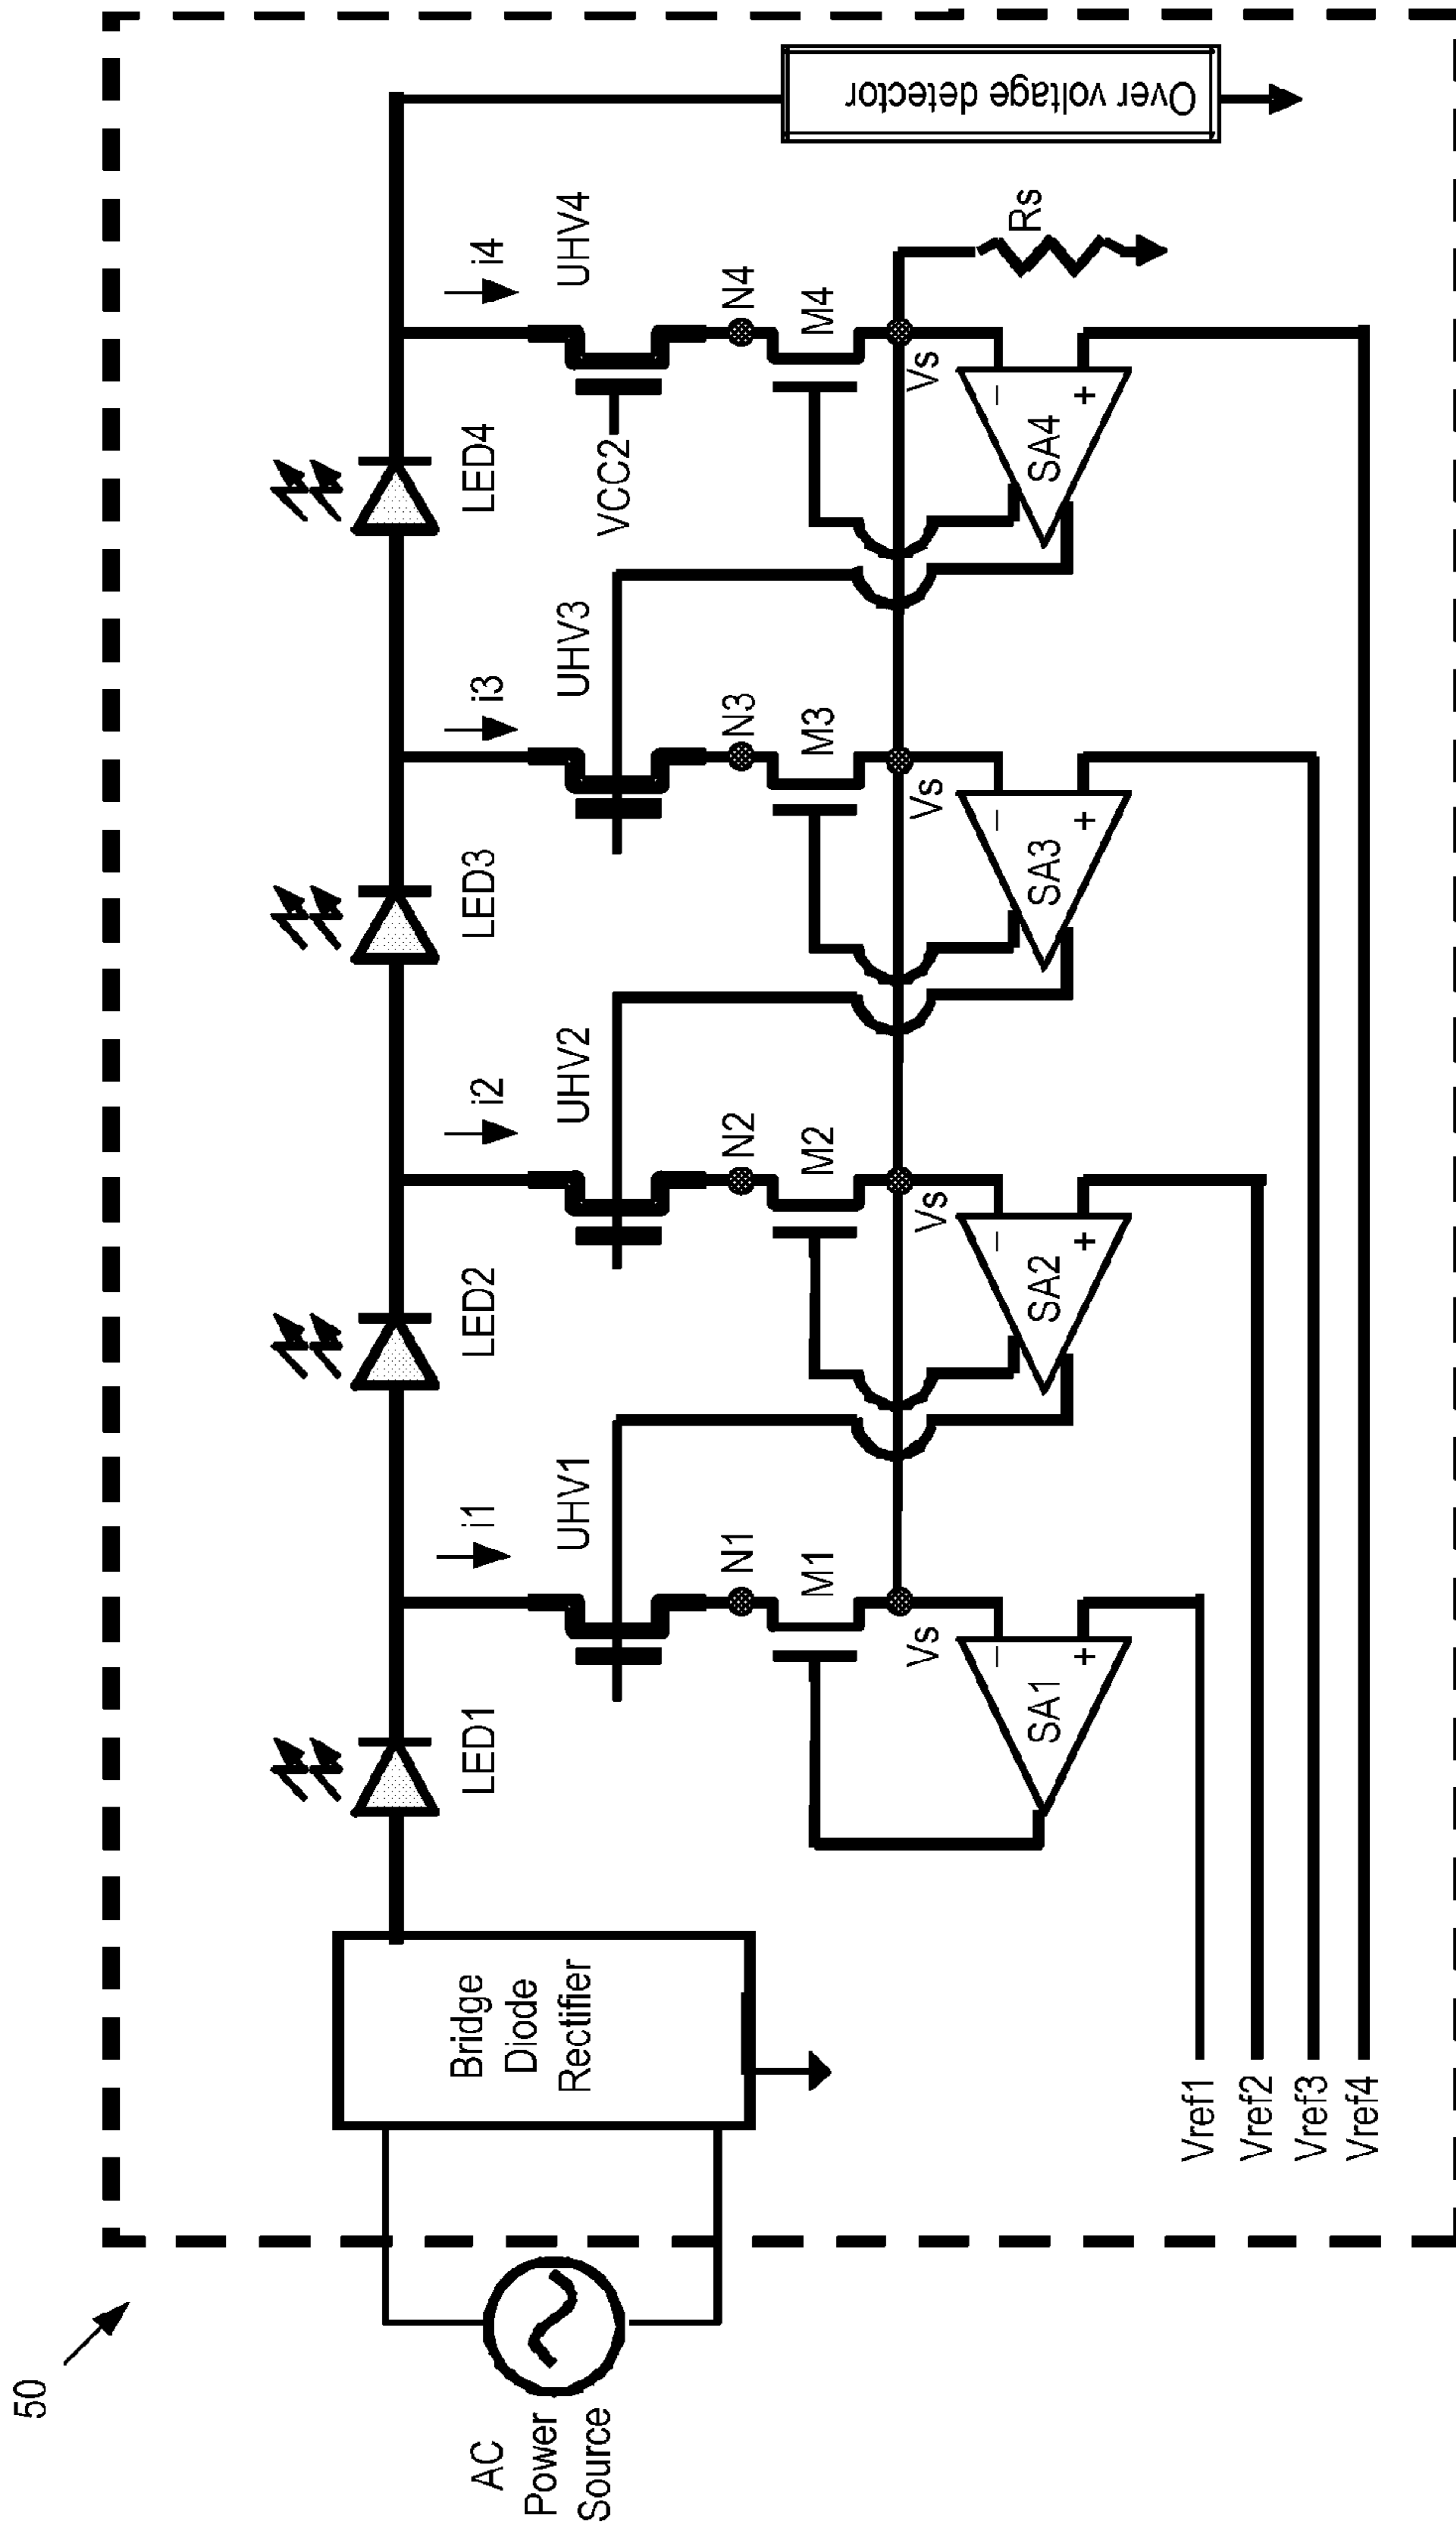 50
AC
Power
Source
Bridge
Diode
Rectifier
LED1
LED2
LED3
LED4
i1
i2
i3
i4
UHV1
UHV2
UHV3
UHV4
VCC2
N1
N2
N3
N4
M1
M2
M3
M4
Vs
Vs
Vs
Vs
Rs
Over voltage detector
− +
SA1
− +
SA2
− +
SA3
− +
SA4
Vref1
Vref2
Vref3
Vref4